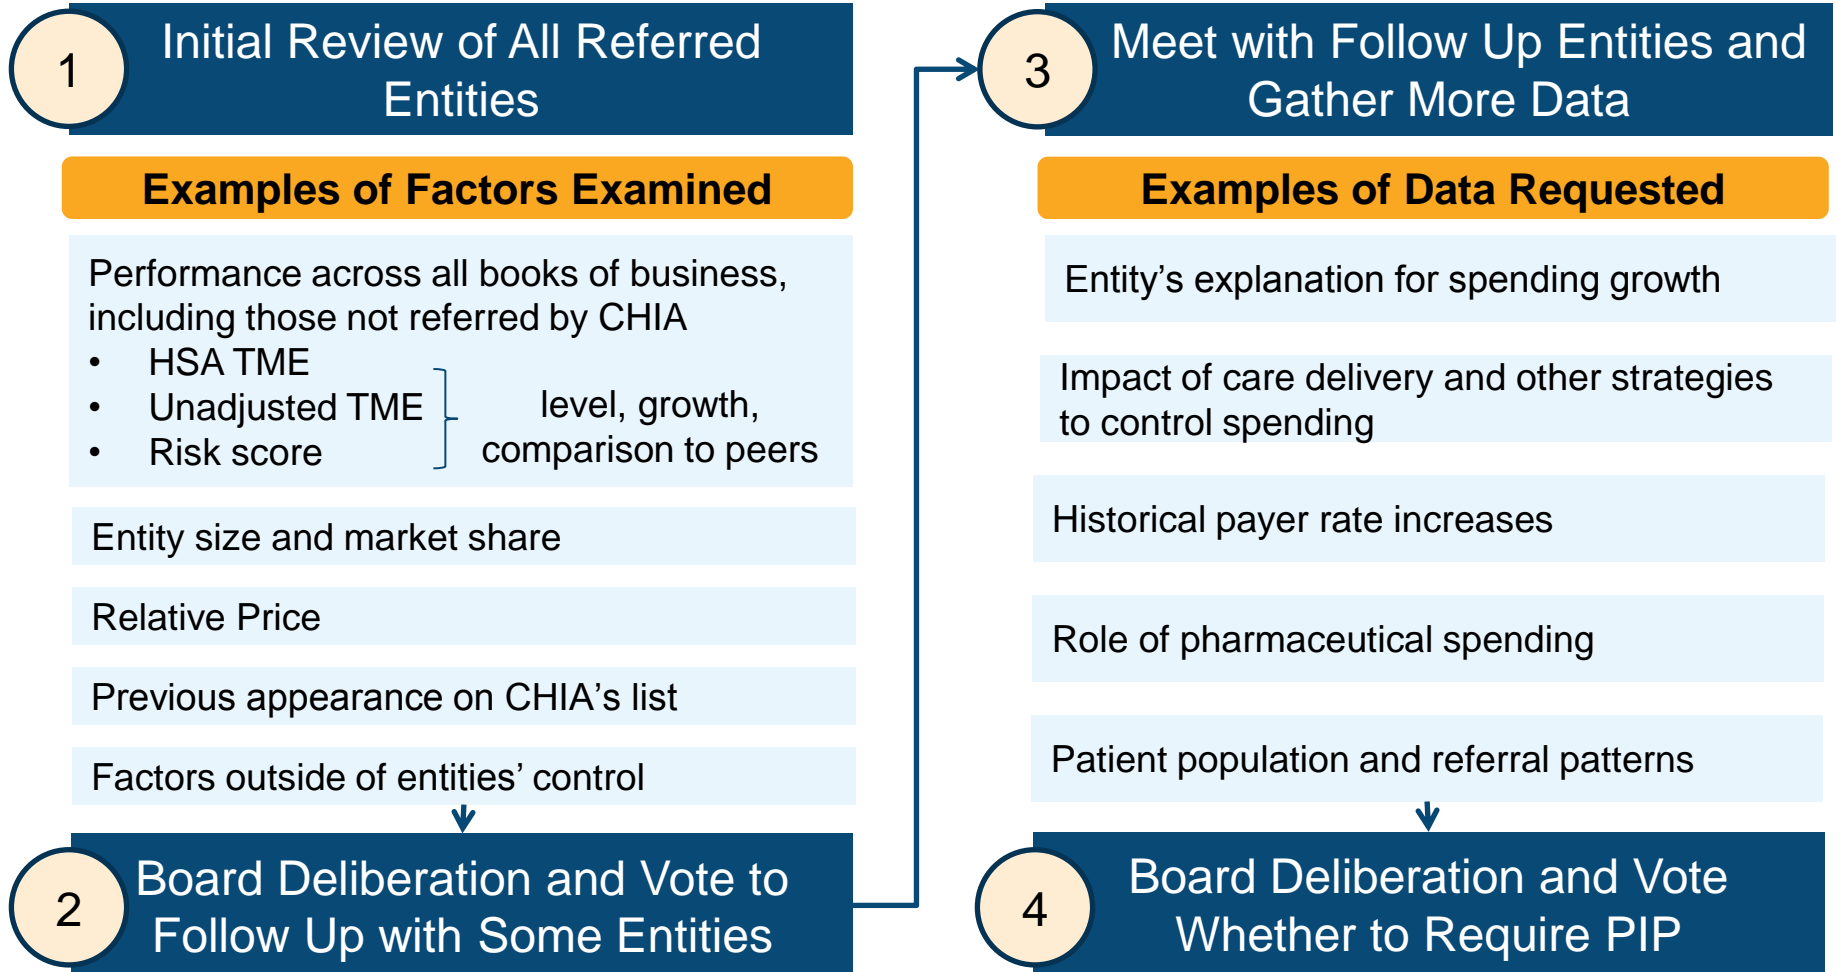 1
Initial Review of All Referred
Entities
Examples of Factors Examined
Performance across all books of business,
including those not referred by CHIA
• HSA TME
• Unadjusted TME
• Risk score
level, growth,
comparison to peers
Entity size and market share
Relative Price
Previous appearance on CHIA’s list
Factors outside of entities’ control
2
Board Deliberation and Vote to
Follow Up with Some Entities
3
Meet with Follow Up Entities and
Gather More Data
Examples of Data Requested
Entity’s explanation for spending growth
Impact of care delivery and other strategies
to control spending
Historical payer rate increases
Role of pharmaceutical spending
Patient population and referral patterns
4
Board Deliberation and Vote
Whether to Require PIP